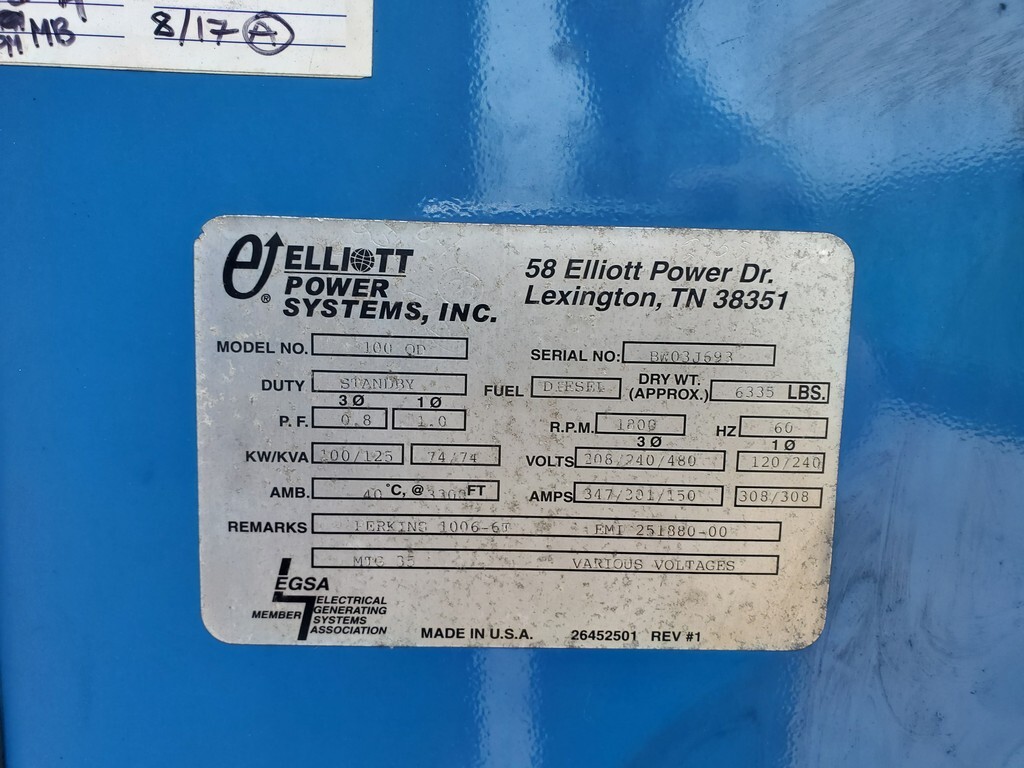 MB 8/17 A
e ELLIOTT
POWER
SYSTEMS, INC.
®
58 Elliott Power Dr.
Lexington, TN 38351
MODEL NO. 100 QD
SERIAL NO: BW03J693
DUTY STANDBY
FUEL DIESEL
DRY WT.
(APPROX.) 6335 LBS.
3Ø 1Ø
P. F. 0.8 1.0
R.P.M. 1800
HZ 60
3Ø 1Ø
KW/KVA 100/125 74/74
VOLTS 208/240/480 120/240
AMB. 40 °C, @ 3300 FT
AMPS 347/301/150 308/308
REMARKS PERKINS 1006-6T EMI 251880-00
MTG 35 VARIOUS VOLTAGES
EGSA
MEMBER
ELECTRICAL
GENERATING
SYSTEMS
ASSOCIATION
MADE IN U.S.A. 26452501 REV #1